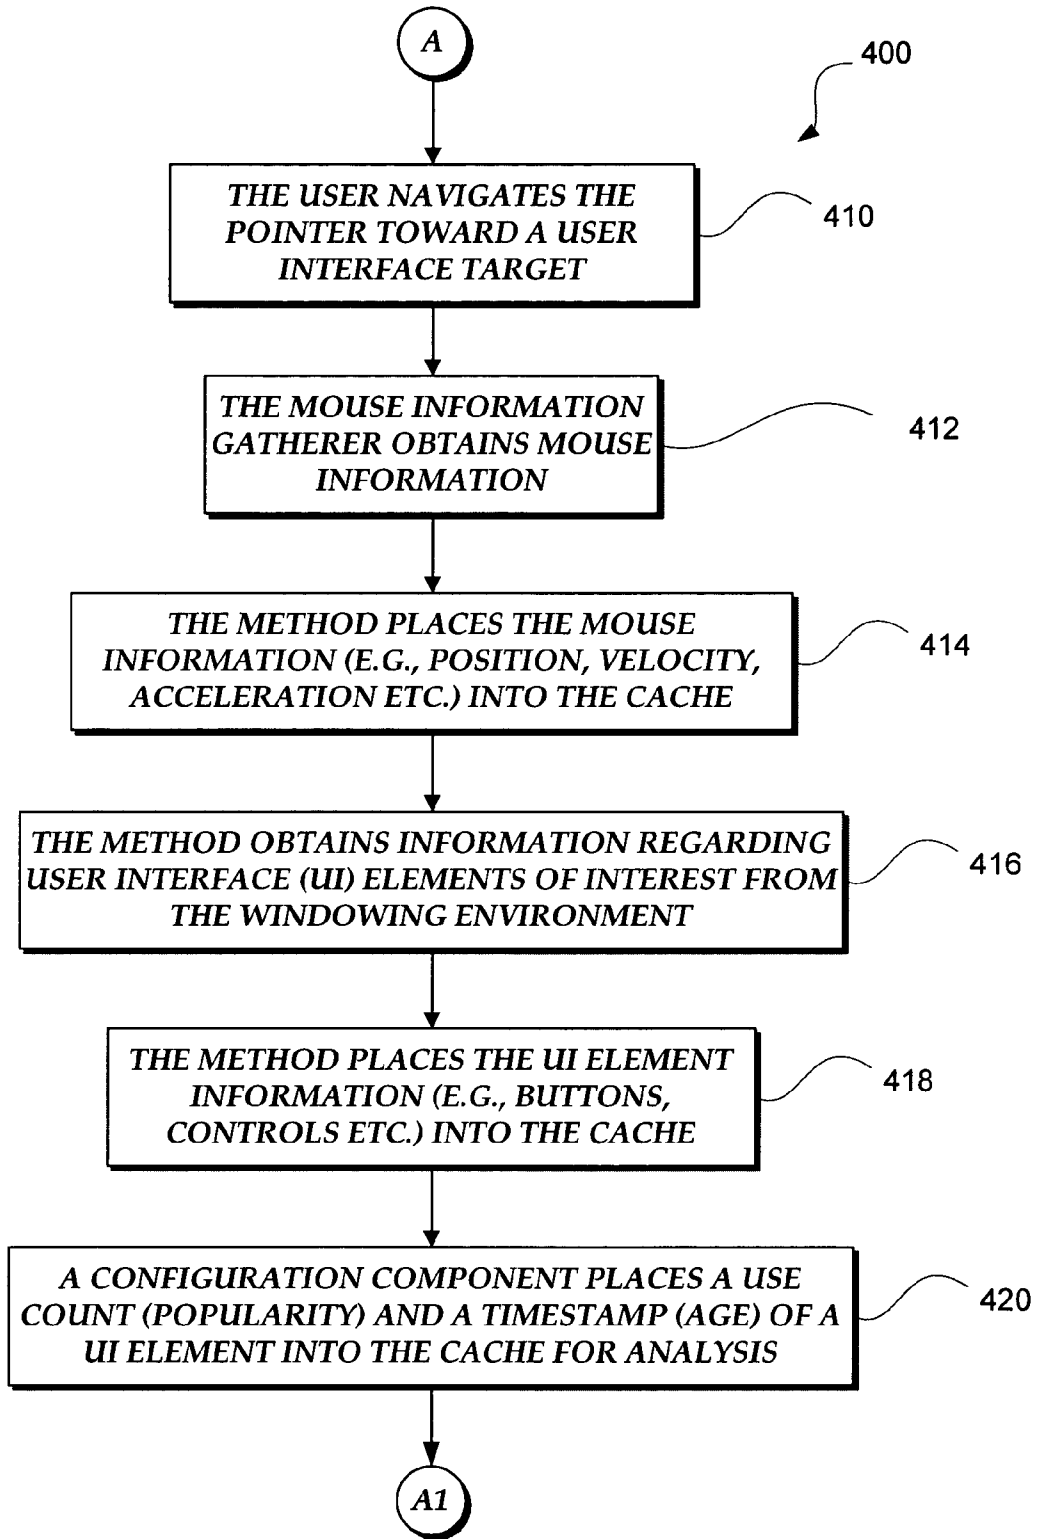 A
400
THE USER NAVIGATES THE
POINTER TOWARD A USER
INTERFACE TARGET
410
THE MOUSE INFORMATION
GATHERER OBTAINS MOUSE
INFORMATION
412
THE METHOD PLACES THE MOUSE
INFORMATION (E.G., POSITION, VELOCITY,
ACCELERATION ETC.) INTO THE CACHE
414
THE METHOD OBTAINS INFORMATION REGARDING
USER INTERFACE (UI) ELEMENTS OF INTEREST FROM
THE WINDOWING ENVIRONMENT
416
THE METHOD PLACES THE UI ELEMENT
INFORMATION (E.G., BUTTONS,
CONTROLS ETC.) INTO THE CACHE
418
A CONFIGURATION COMPONENT PLACES A USE
COUNT (POPULARITY) AND A TIMESTAMP (AGE) OF A
UI ELEMENT INTO THE CACHE FOR ANALYSIS
420
A1